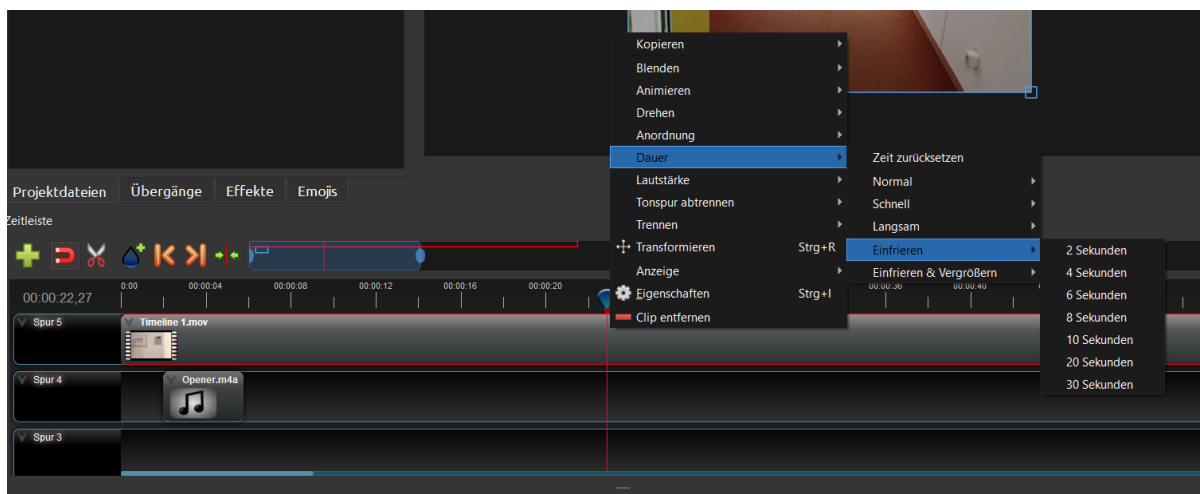 Kopieren
Blenden
Animieren
Drehen
Anordnung
Dauer
Lautstärke
Tonspur abtrennen
Trennen
Transformieren Strg+R
Anzeige
Eigenschaften Strg+I
Clip entfernen
Zeit zurücksetzen
Normal
Schnell
Langsam
Einfrieren
Einfrieren & Vergrößern
2 Sekunden
4 Sekunden
6 Sekunden
8 Sekunden
10 Sekunden
20 Sekunden
30 Sekunden
Projektdateien Übergänge Effekte Emojis
Zeitleiste
00:00:22,27
0:00 00:00:04 00:00:08 00:00:12 00:00:16 00:00:20 00:00:36 00:00:40
Spur 5 Timeline 1.mov
Spur 4 Opener.m4a
Spur 3